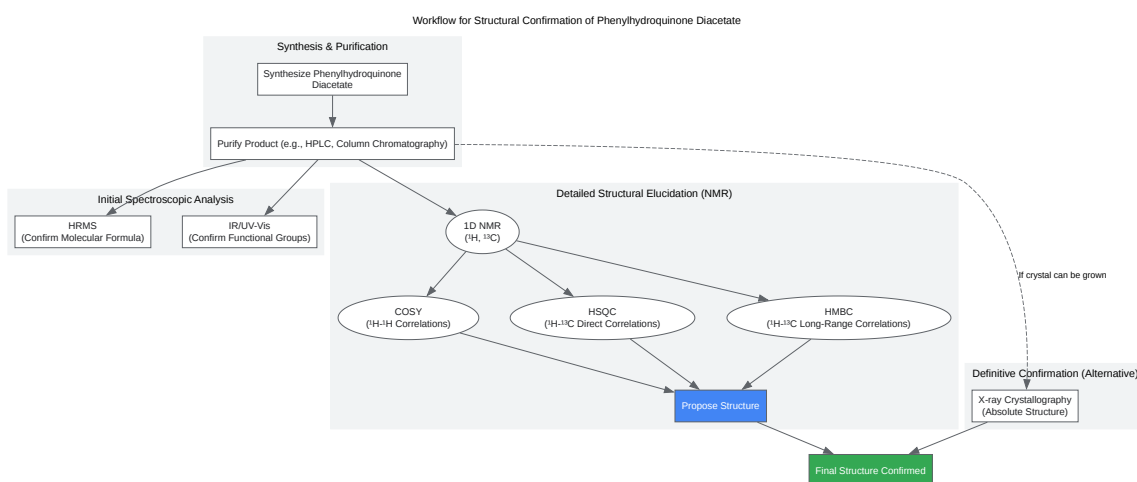 Workflow for Structural Confirmation of Phenylhydroquinone Diacetate
Synthesis & Purification
Synthesize Phenylhydroquinone
Diacetate
Purify Product (e.g., HPLC, Column Chromatography)
Initial Spectroscopic Analysis
HRMS
(Confirm Molecular Formula)
IR/UV-Vis
(Confirm Functional Groups)
Detailed Structural Elucidation (NMR)
1D NMR
(¹H, ¹³C)
COSY
(¹H-¹H Correlations)
HSQC
(¹H-¹³C Direct Correlations)
HMBC
(¹H-¹³C Long-Range Correlations)
Propose Structure
If crystal can be grown
Definitive Confirmation (Alternative)
X-ray Crystallography
(Absolute Structure)
Final Structure Confirmed